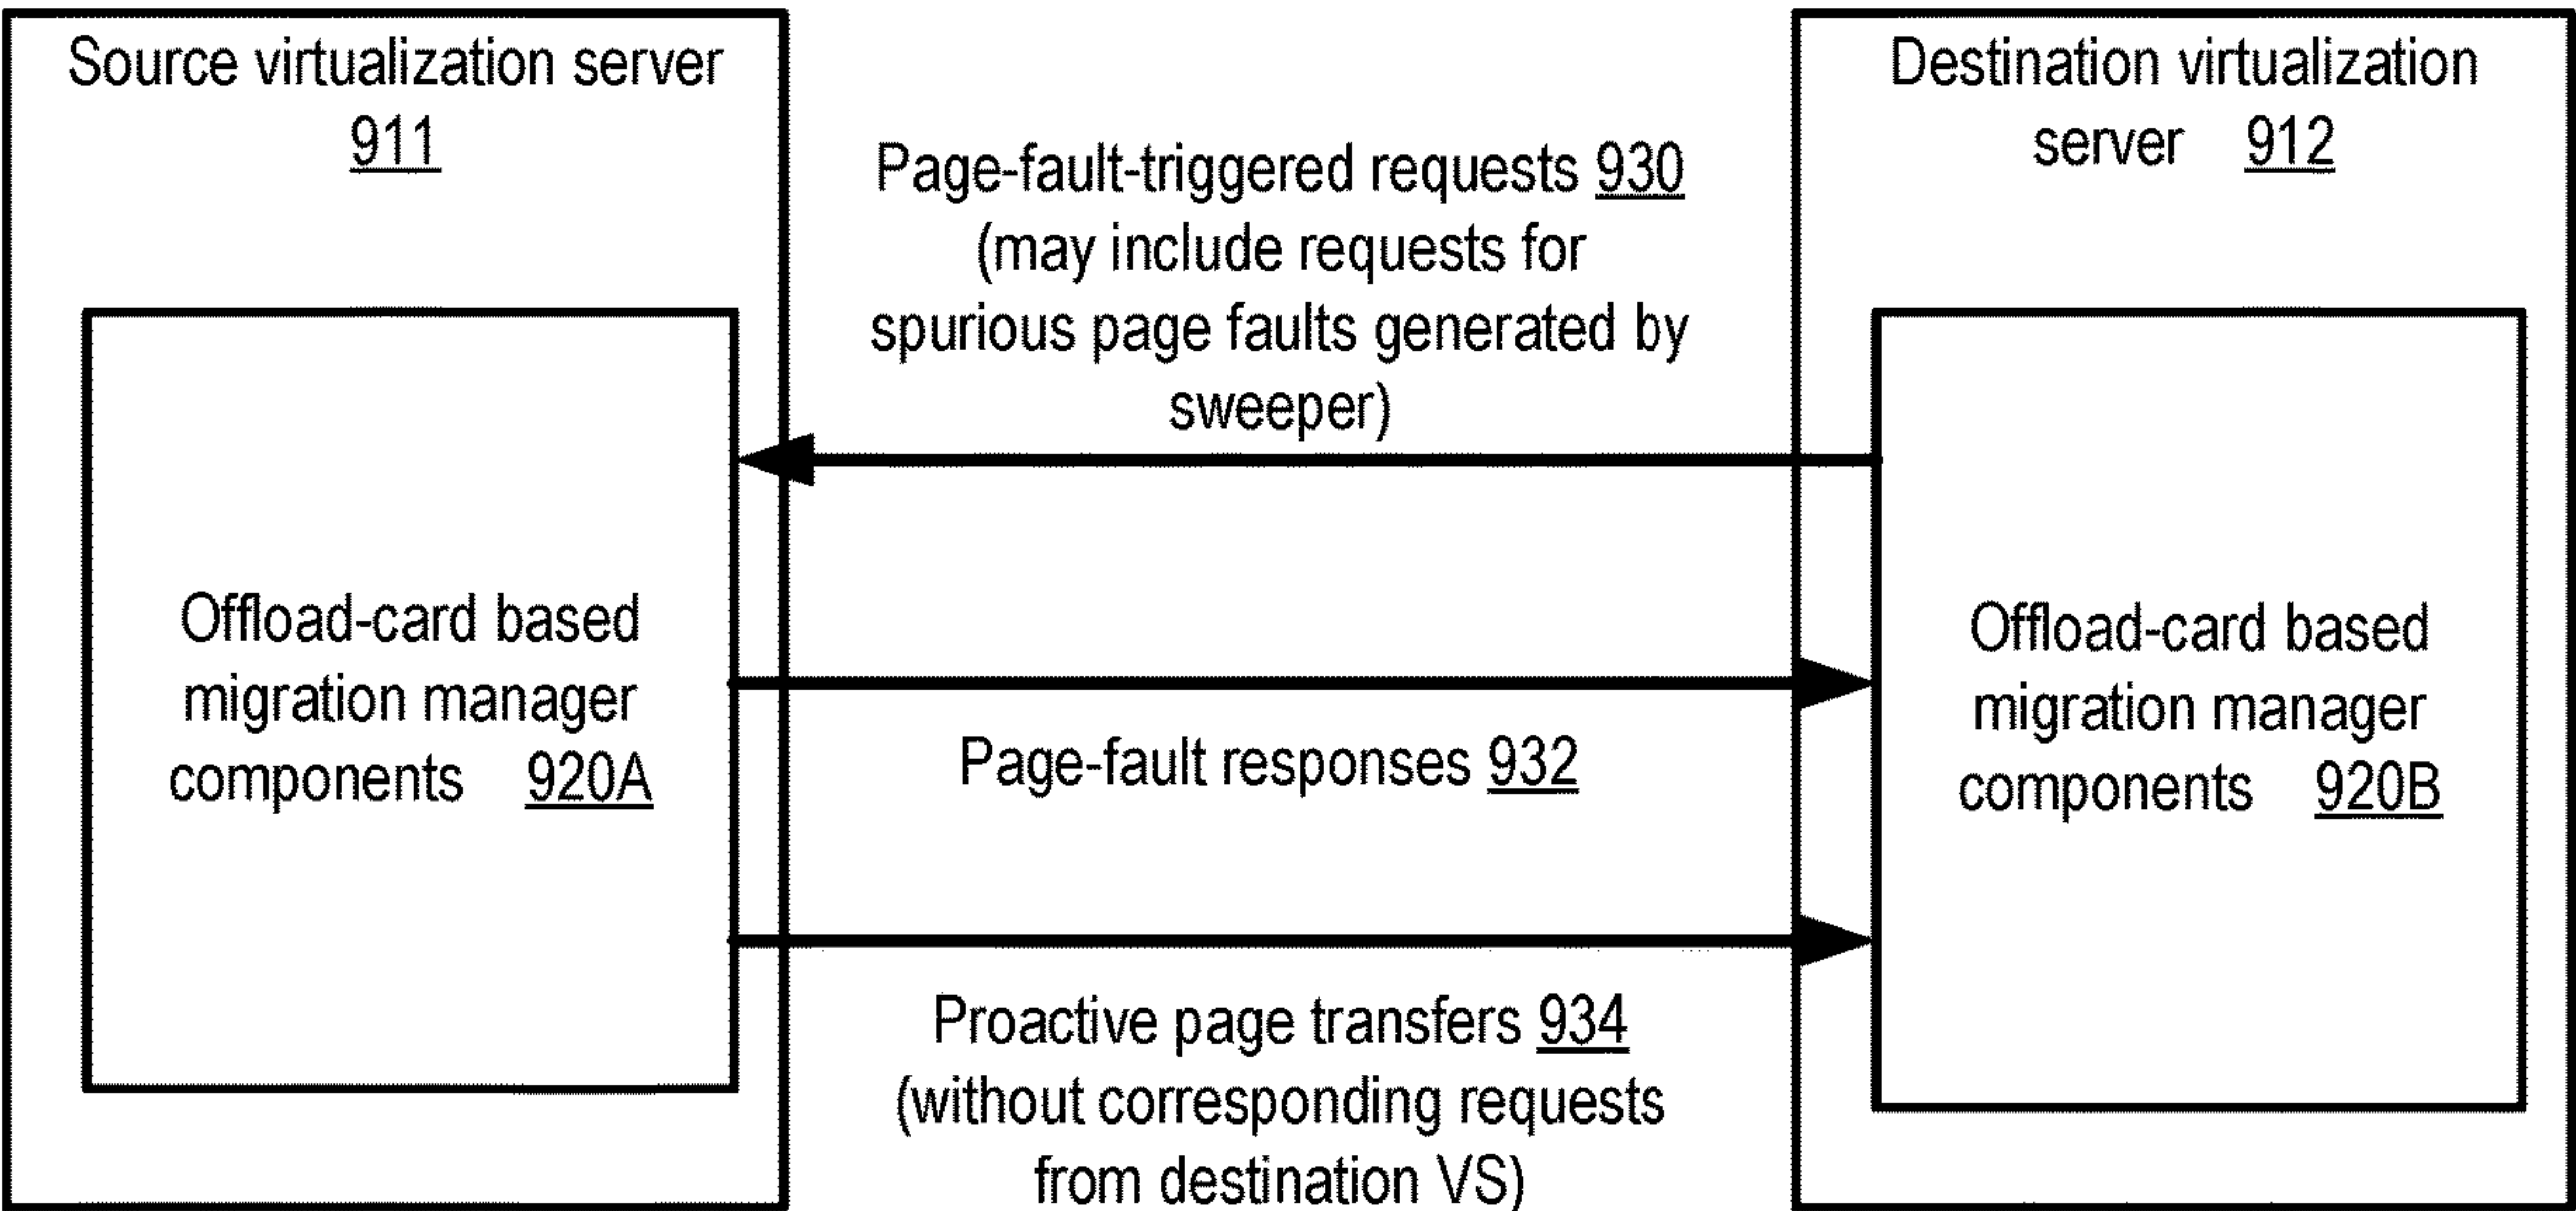 Source virtualization server
911
Offload-card based
migration manager
components 920A
Page-fault-triggered requests 930
(may include requests for
spurious page faults generated by
sweeper)
Page-fault responses 932
Proactive page transfers 934
(without corresponding requests
from destination VS)
Destination virtualization
server 912
Offload-card based
migration manager
components 920B